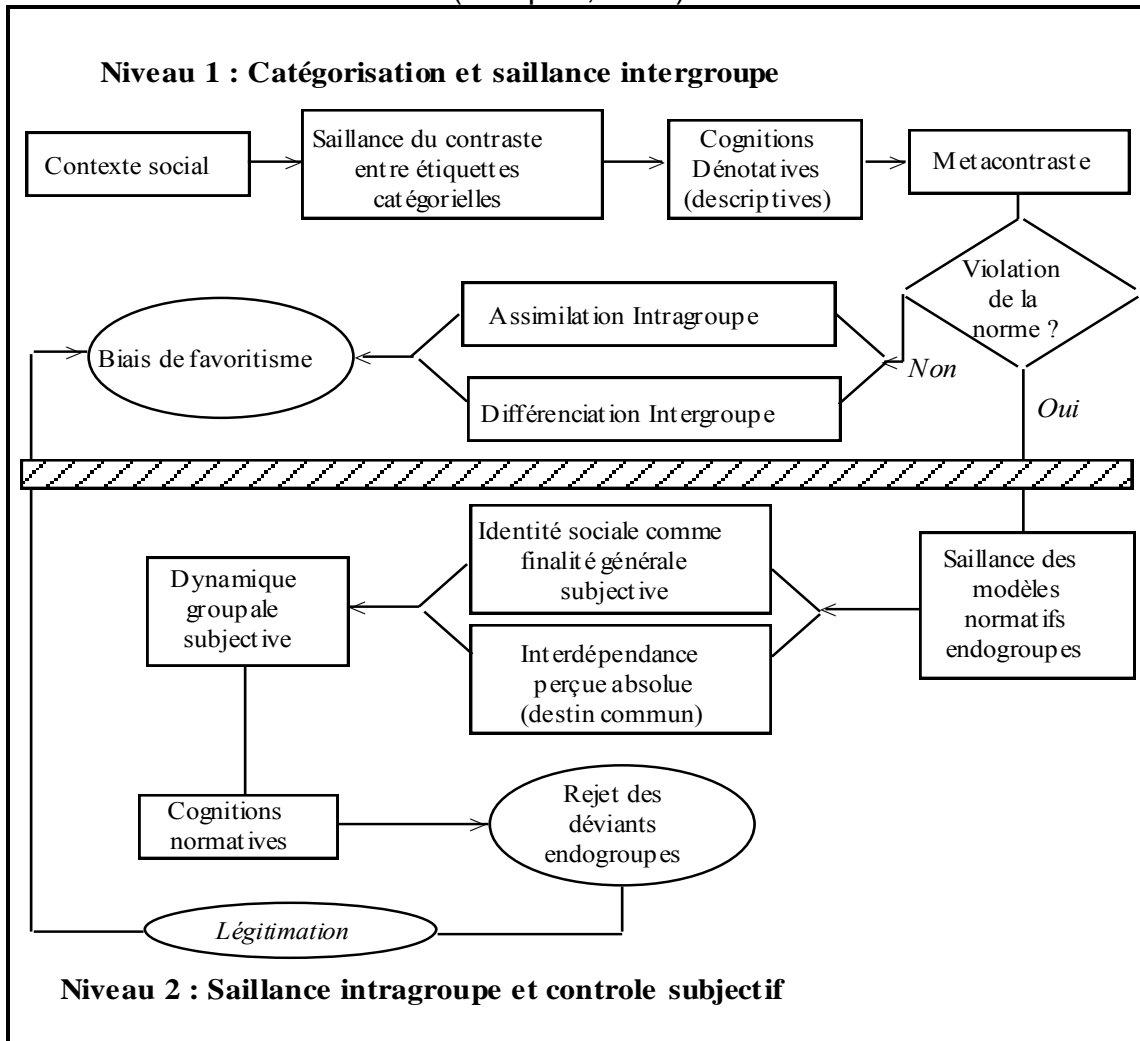 Niveau 1 : Catégorisation et saillance intergroupe
Contexte social
Saillance du contraste
entre étiquettes
catégorielles
Cognitions
Dénotatives
(descriptives)
Metacontraste
Violation
de la
norme ?
Non
Oui
Assimilation Intragroupe
Différenciation Intergroupe
Biais de favoritisme
Saillance des
modèles
normatifs
endogroupes
Identité sociale comme
finalité générale
subjective
Interdépendance
perçue absolue
(destin commun)
Dynamique
groupale
subjective
Cognitions
normatives
Rejet des
déviants
endogroupes
Légitimation
Niveau 2 : Saillance intragroupe et controle subjectif